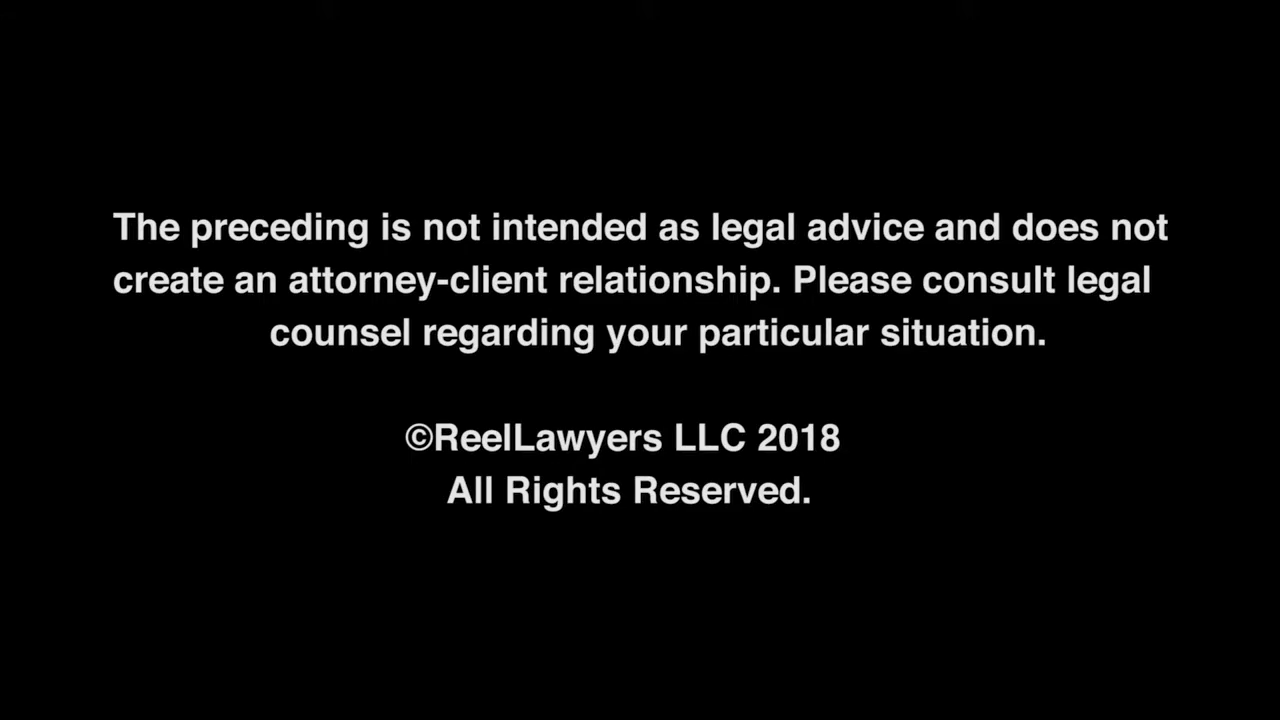 The preceding is not intended as legal advice and does not
create an attorney-client relationship. Please consult legal
counsel regarding your particular situation.
©ReelLawyers LLC 2018
All Rights Reserved.